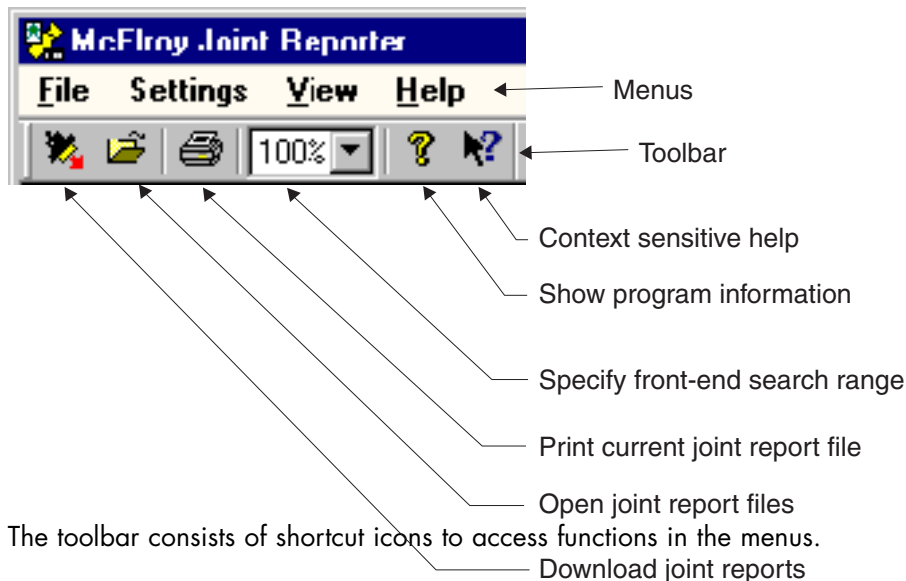 McElroy Joint Reporter
File Settings View Help
Menus
100%
Toolbar
Context sensitive help
Show program information
Specify front-end search range
Print current joint report file
Open joint report files
The toolbar consists of shortcut icons to access functions in the menus.
Download joint reports